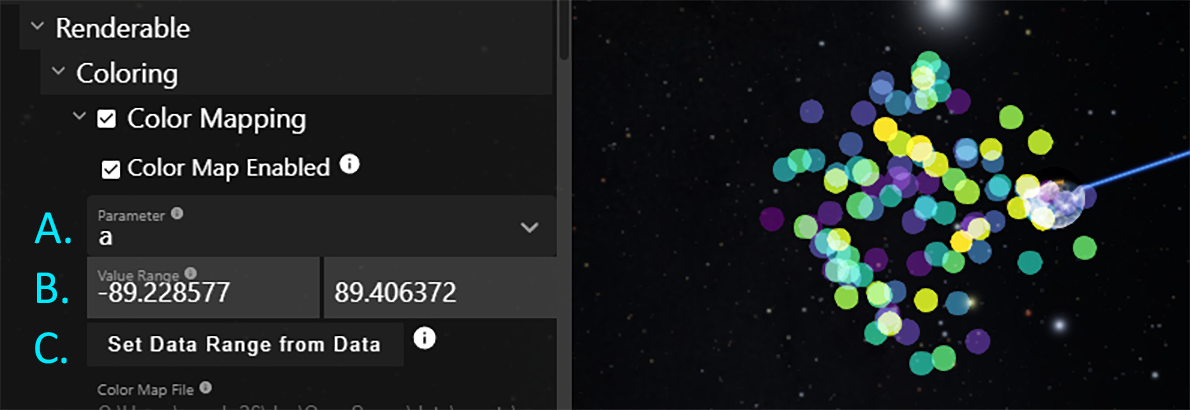 Renderable
Coloring
Color Mapping
Color Map Enabled
A. Parameter
a
B. Value Range
-89.228577 89.406372
C. Set Data Range from Data
Color Map File